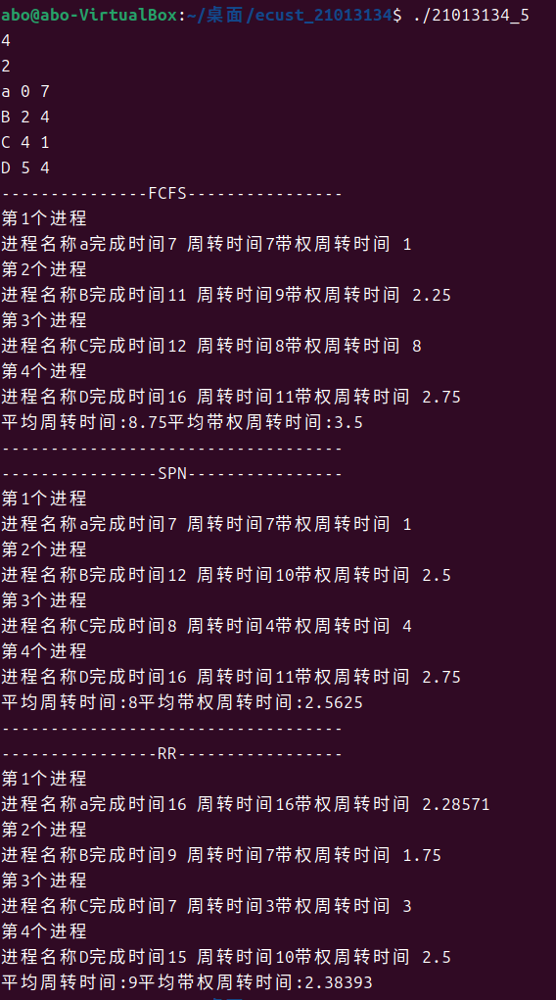 abo@abo-VirtualBox:~/桌面/ecust_21013134$ ./21013134_5
4
2
a 0 7
B 2 4
C 4 1
D 5 4
---------------FCFS----------------
第1个进程
进程名称a完成时间7 周转时间7带权周转时间 1
第2个进程
进程名称B完成时间11 周转时间9带权周转时间 2.25
第3个进程
进程名称C完成时间12 周转时间8带权周转时间 8
第4个进程
进程名称D完成时间16 周转时间11带权周转时间 2.75
平均周转时间:8.75平均带权周转时间:3.5
-----------------------------------
----------------SPN----------------
第1个进程
进程名称a完成时间7 周转时间7带权周转时间 1
第2个进程
进程名称B完成时间12 周转时间10带权周转时间 2.5
第3个进程
进程名称C完成时间8 周转时间4带权周转时间 4
第4个进程
进程名称D完成时间16 周转时间11带权周转时间 2.75
平均周转时间:8平均带权周转时间:2.5625
-----------------------------------
----------------RR-----------------
第1个进程
进程名称a完成时间16 周转时间16带权周转时间 2.28571
第2个进程
进程名称B完成时间9 周转时间7带权周转时间 1.75
第3个进程
进程名称C完成时间7 周转时间3带权周转时间 3
第4个进程
进程名称D完成时间15 周转时间10带权周转时间 2.5
平均周转时间:9平均带权周转时间:2.38393